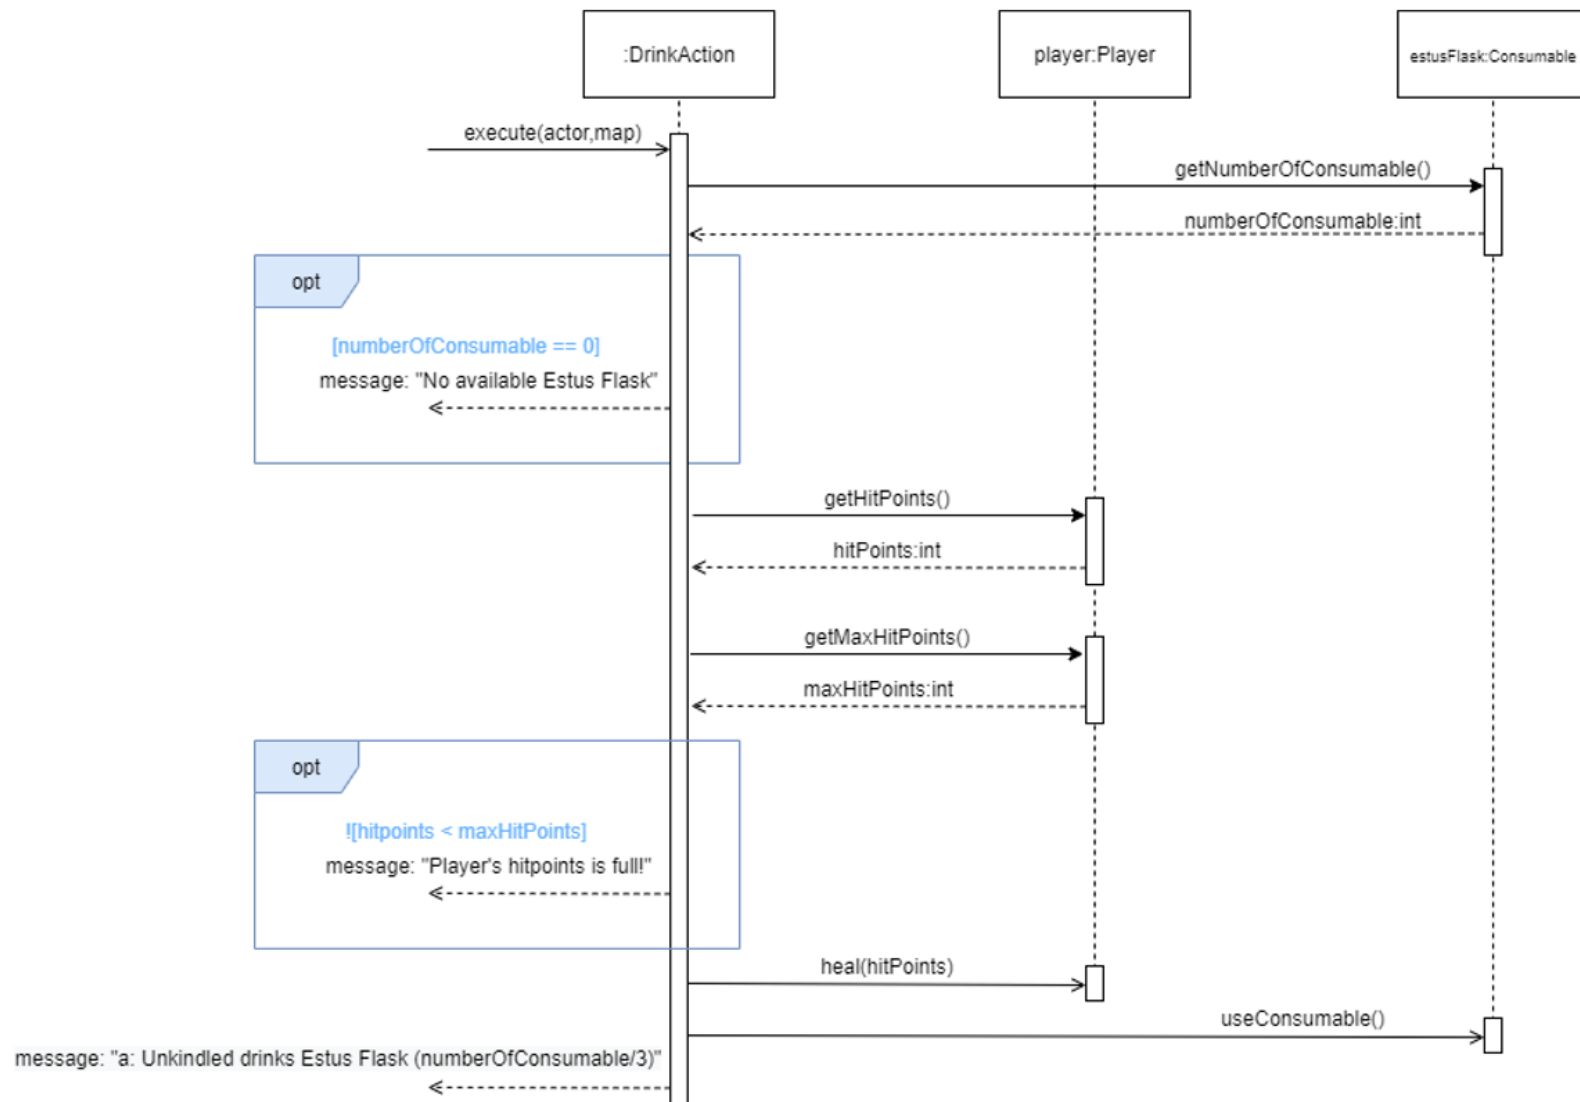 :DrinkAction
player:Player
estusFlask:Consumable
execute(actor,map)
getNumberOfConsumable()
numberOfConsumable:int
opt
[numberOfConsumable == 0]
message: "No available Estus Flask"
getHitPoints()
hitPoints:int
getMaxHitPoints()
maxHitPoints:int
opt
![hitpoints < maxHitPoints]
message: "Player's hitpoints is full!"
heal(hitPoints)
useConsumable()
message: "a: Unkindled drinks Estus Flask (numberOfConsumable/3)"